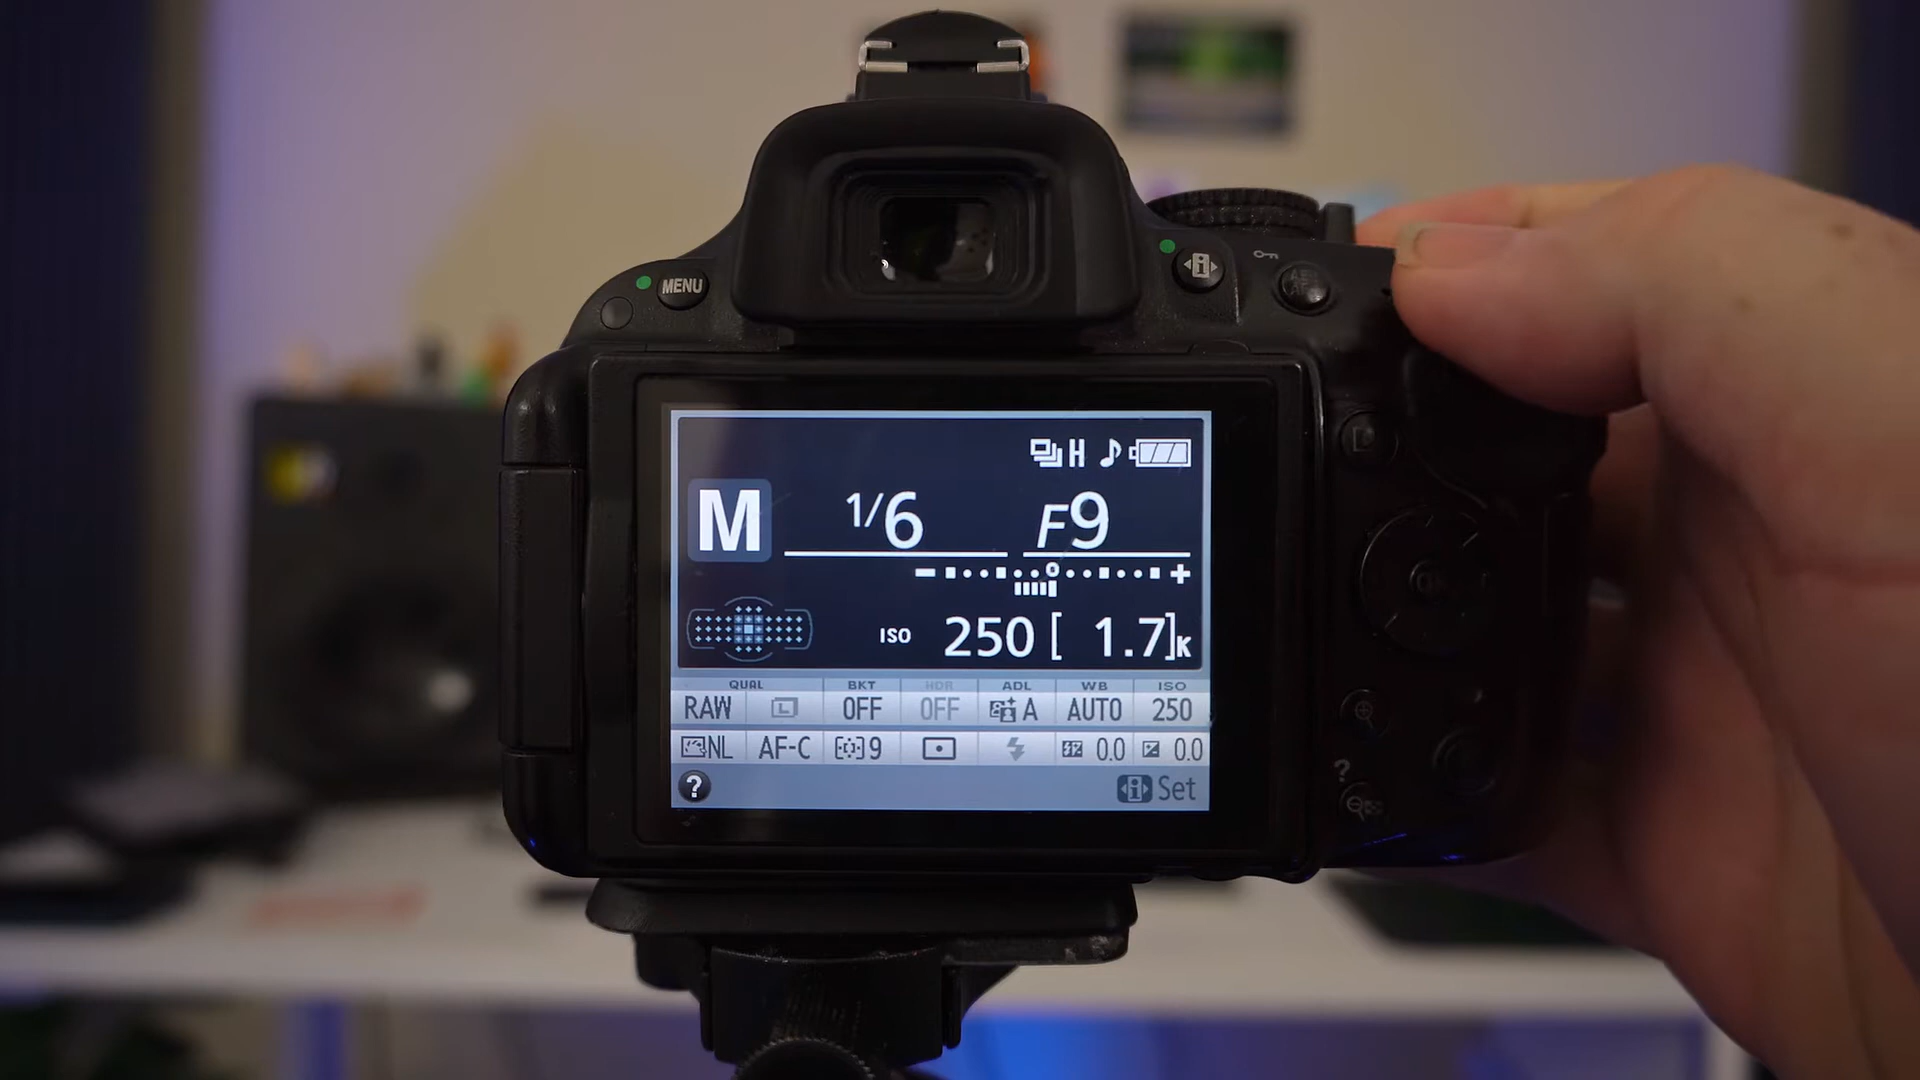 MENU
i
H
M 1/6 F9
- 0 +
ISO 250 [ 1.7]K
QUAL BKT HDR ADL WB ISO
RAW L OFF OFF A AUTO 250
NL AF-C 9 0.0 0.0
? i Set
?